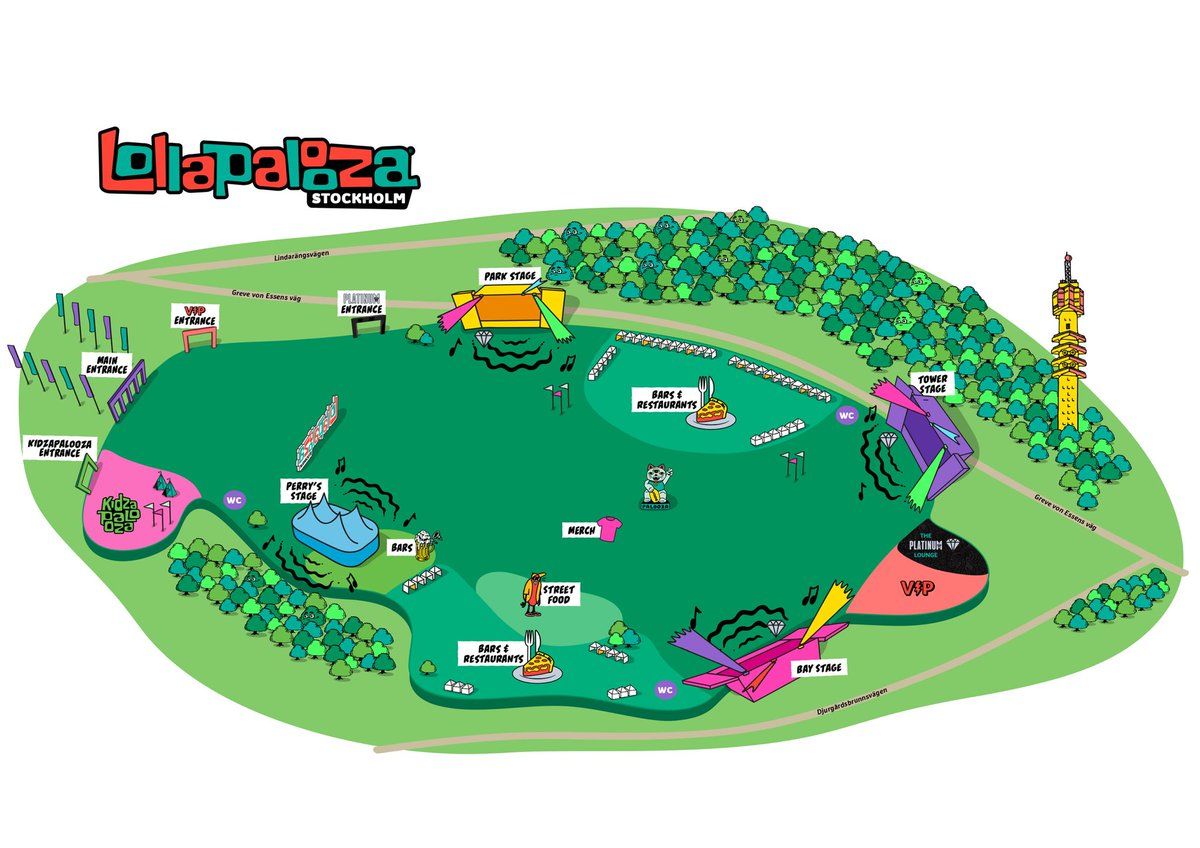 Lollapalooza
STOCKHOLM
Lindarängsvägen
Greve von Essens väg
PARK STAGE
PLATINUM
ENTRANCE
VIP
ENTRANCE
MAIN
ENTRANCE
KIDZAPALOOZA
ENTRANCE
KidzaPaLooza
WC
PERRY'S
STAGE
BARS
BARS &
RESTAURANTS
WC
TOWER
STAGE
PALOOZA
MERCH
Greve von Essens väg
THE
PLATINUM
LOUNGE
VIP
STREET
FOOD
BARS &
RESTAURANTS
WC
BAY STAGE
Djurgårdsbrunnsvägen